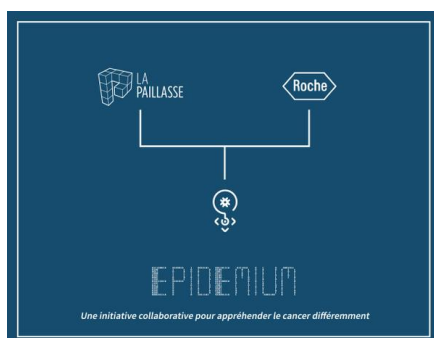 LA
PAILLASSE
Roche
EPIDEMIUM
Une initiative collaborative pour appréhender le cancer différemment